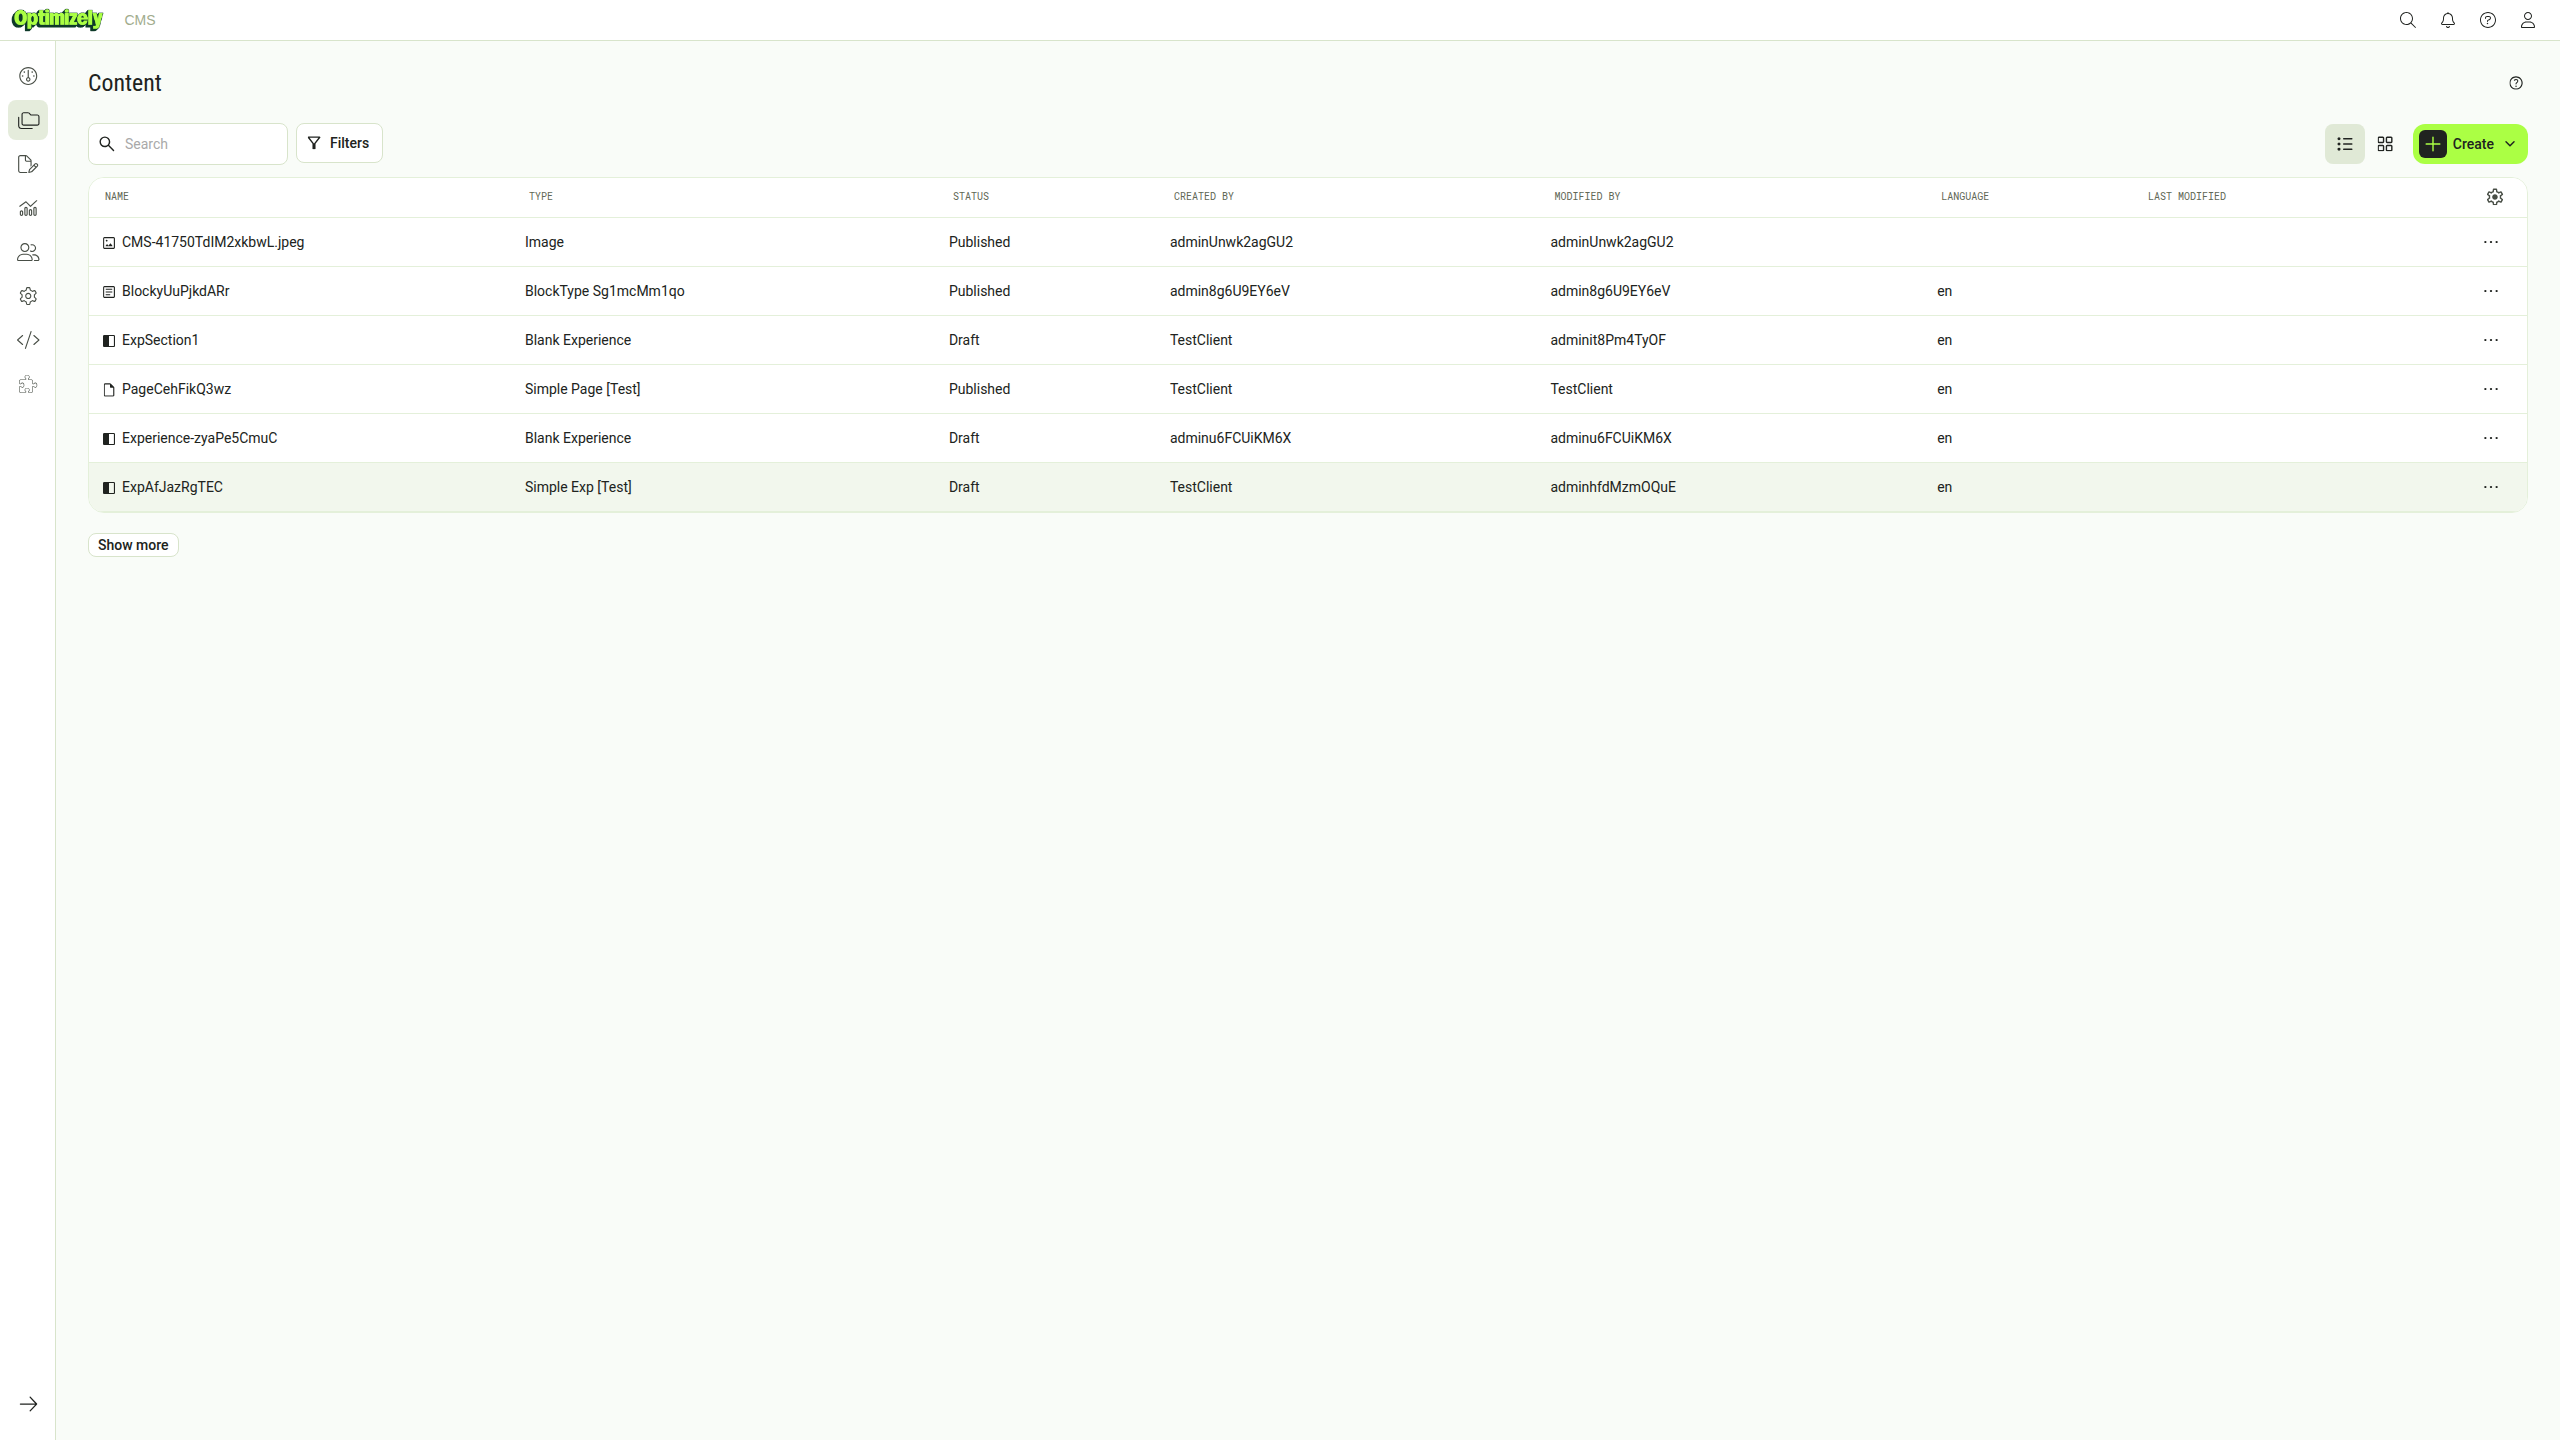 Optimizely CMS
Content
Search Filters Create
NAME TYPE STATUS CREATED BY MODIFIED BY LANGUAGE LAST MODIFIED
CMS-41750TdIM2xkbwL.jpeg Image Published adminUnwk2agGU2 adminUnwk2agGU2
BlockyUuPjkdARr BlockType Sg1mcMm1qo Published admin8g6U9EY6eV admin8g6U9EY6eV en
ExpSection1 Blank Experience Draft TestClient adminit8Pm4TyOF en
PageCehFikQ3wz Simple Page [Test] Published TestClient TestClient en
Experience-zyaPe5CmuC Blank Experience Draft adminu6FCUiKM6X adminu6FCUiKM6X en
ExpAfJazRgTEC Simple Exp [Test] Draft TestClient adminhfdMzmOQuE en
Show more